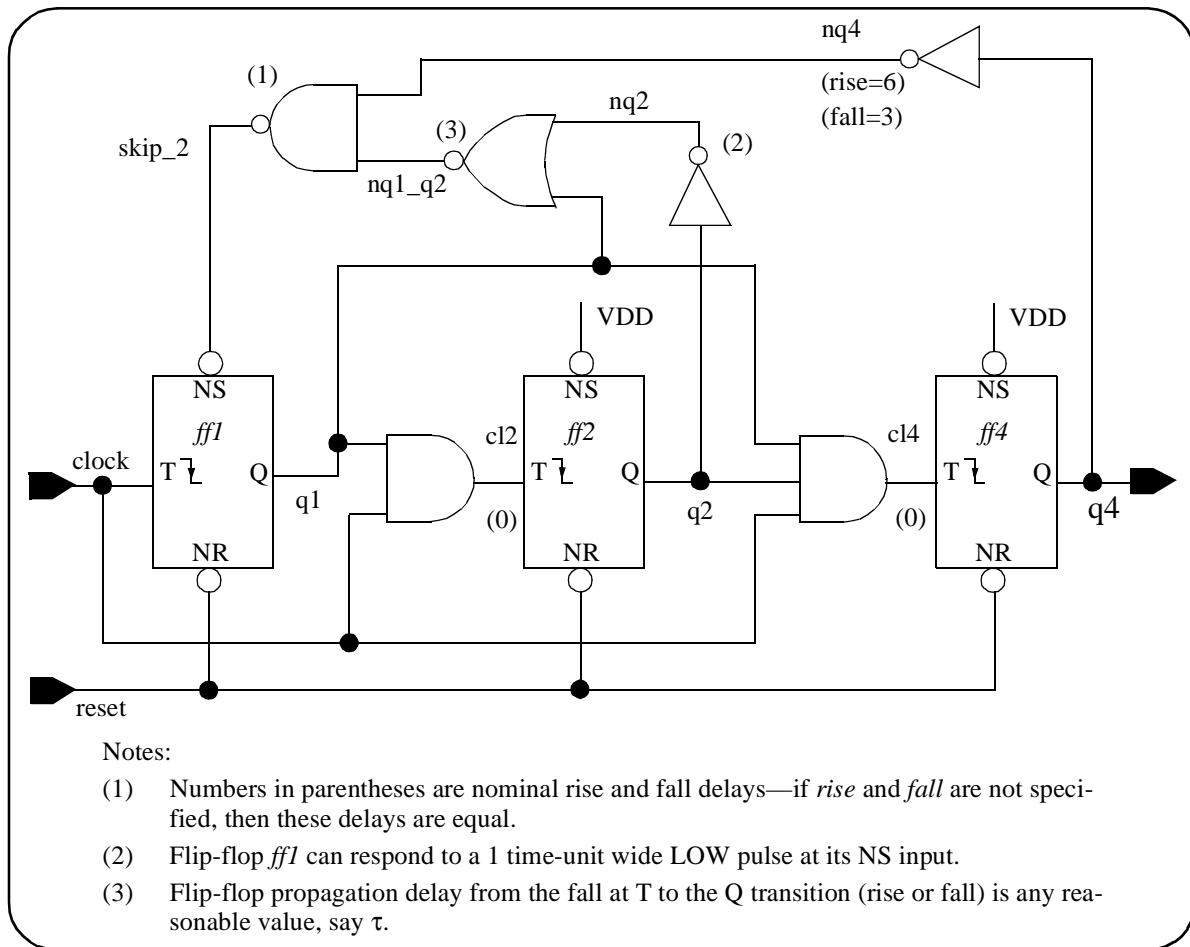 nq4
(1)
(rise=6)
nq2
(fall=3)
(3)
(2)
skip_2
nq1_q2
VDD
VDD
NS
NS
NS
ff1
cl2
ff2
cl4
ff4
clock
T
Q
T
Q
T
Q
q1
(0)
q2
(0)
q4
NR
NR
NR
reset
Notes:
(1) Numbers in parentheses are nominal rise and fall delays—if rise and fall are not speci-
fied, then these delays are equal.
(2) Flip-flop ff1 can respond to a 1 time-unit wide LOW pulse at its NS input.
(3) Flip-flop propagation delay from the fall at T to the Q transition (rise or fall) is any rea-
sonable value, say τ.